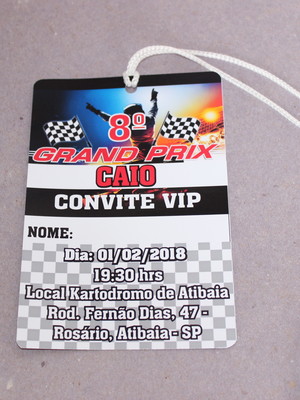 8º
GRAND PRIX
CAIO
CONVITE VIP
NOME:
Dia: 01/02/2018
19:30 hrs
Local Kartodromo de Atibaia
Rod. Fernão Dias, 47 -
Rosário, Atibaia - SP